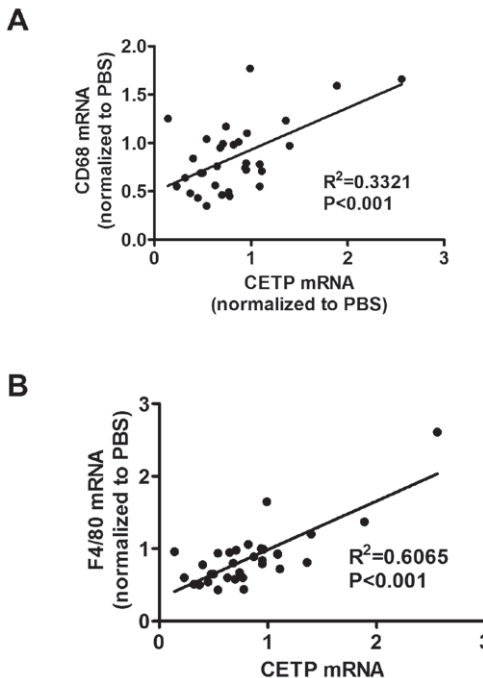 A
2.0
1.5
1.0
0.5
0.0
CD68 mRNA
(normalized to PBS)
R²=0.3321
P<0.001
0 1 2 3
CETP mRNA
(normalized to PBS)
B
3
2
1
0
F4/80 mRNA
(normalized to PBS)
R²=0.6065
P<0.001
0 1 2 3
CETP mRNA